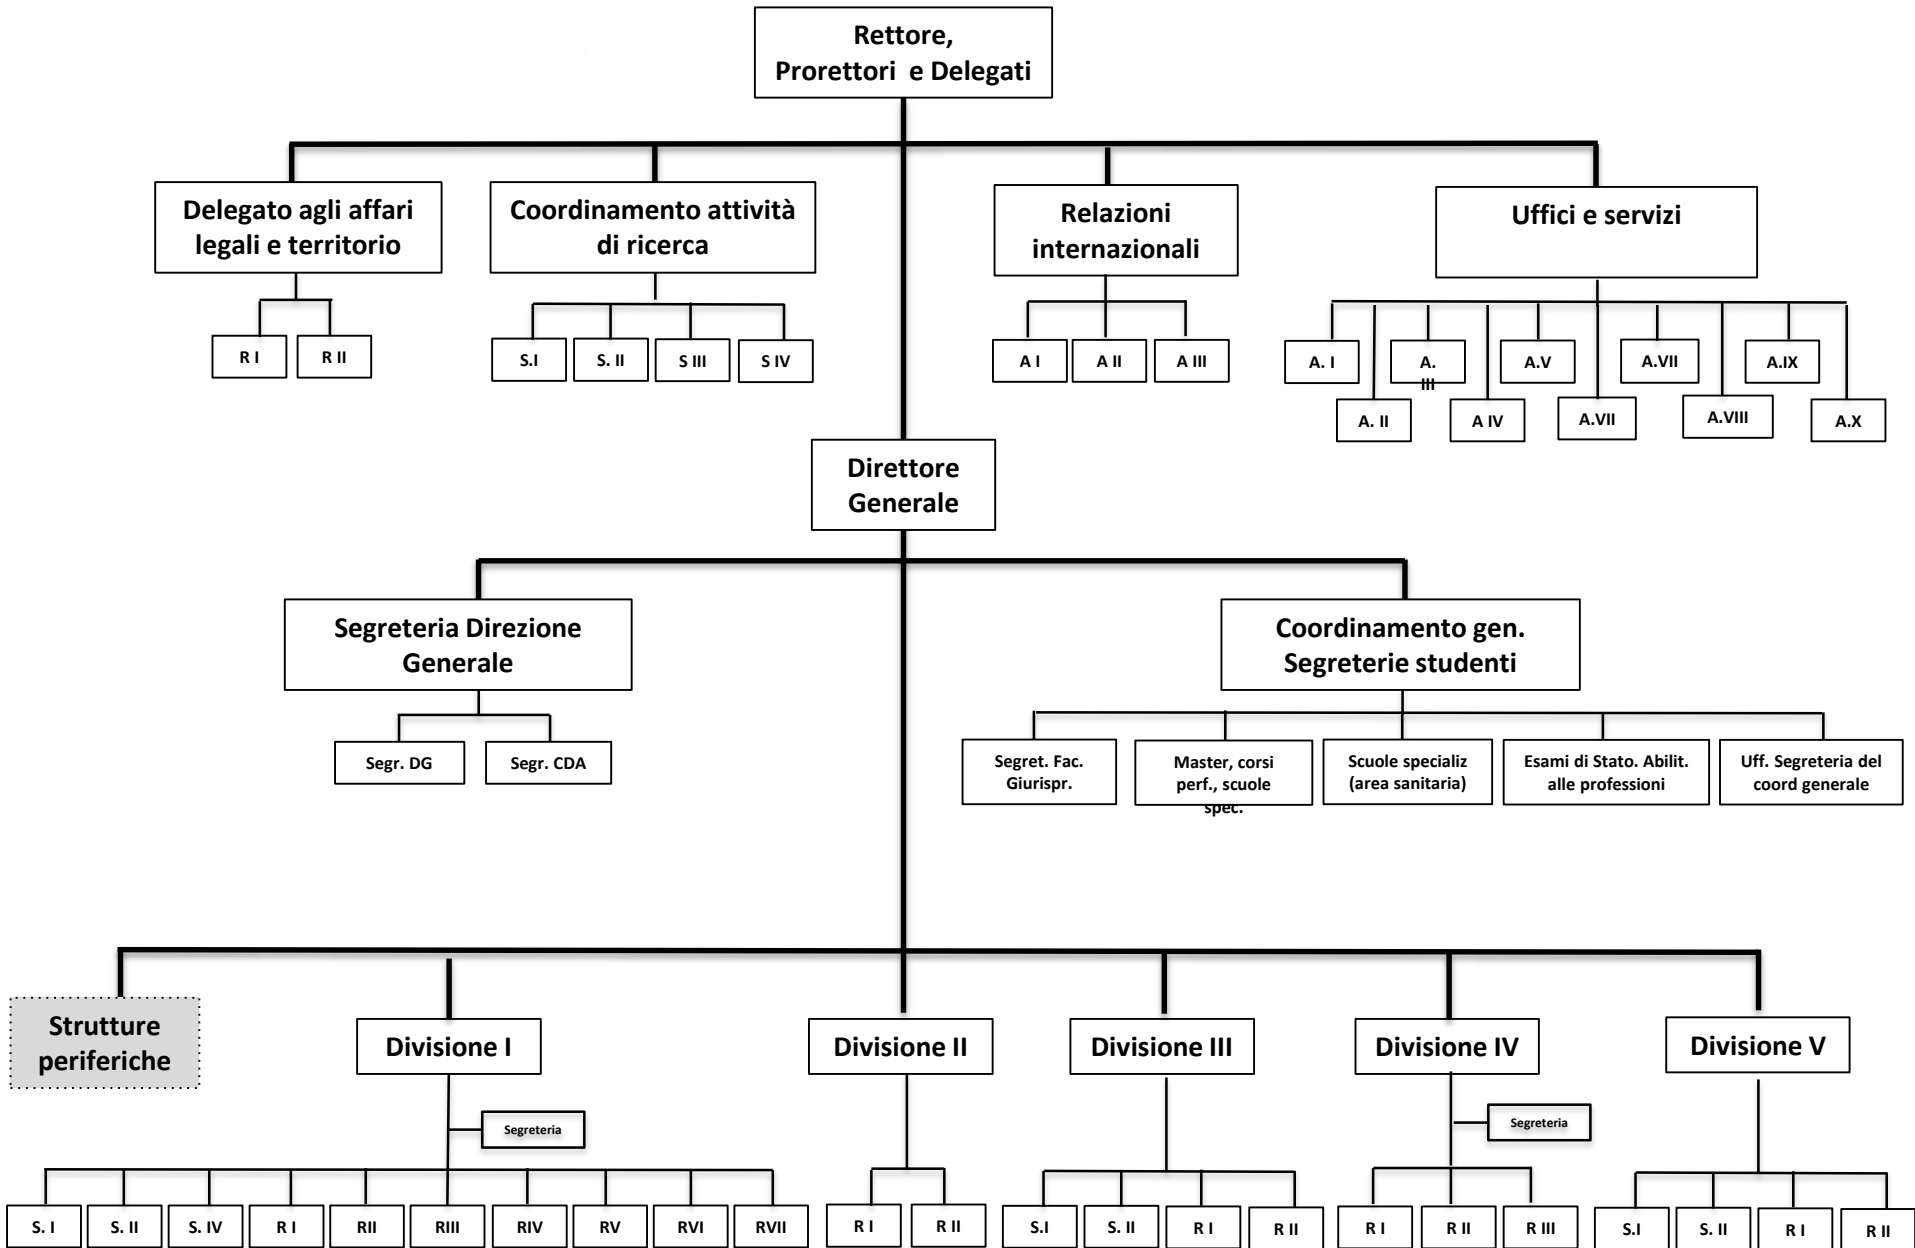 Rettore,
Prorettori e Delegati
Delegato agli affari
legali e territorio
Coordinamento attività
di ricerca
Relazioni
internazionali
Uffici e servizi
R I
R II
S.I
S. II
S III
S IV
A I
A II
A III
A. I
A.
III
A.V
A.VII
A.IX
A. II
A IV
A.VII
A.VIII
A.X
Direttore
Generale
Segreteria Direzione
Generale
Coordinamento gen.
Segreterie studenti
Segr. DG
Segr. CDA
Segret. Fac.
Giurispr.
Master, corsi
perf., scuole
spec.
Scuole specializ
(area sanitaria)
Esami di Stato. Abilit.
alle professioni
Uff. Segreteria del
coord generale
Strutture
periferiche
Divisione I
Divisione II
Divisione III
Divisione IV
Divisione V
Segreteria
Segreteria
S. I
S. II
S. IV
R I
RII
RIII
RIV
RV
RVI
RVII
R I
R II
S.I
S. II
R I
R II
R I
R II
R III
S.I
S. II
R I
R II